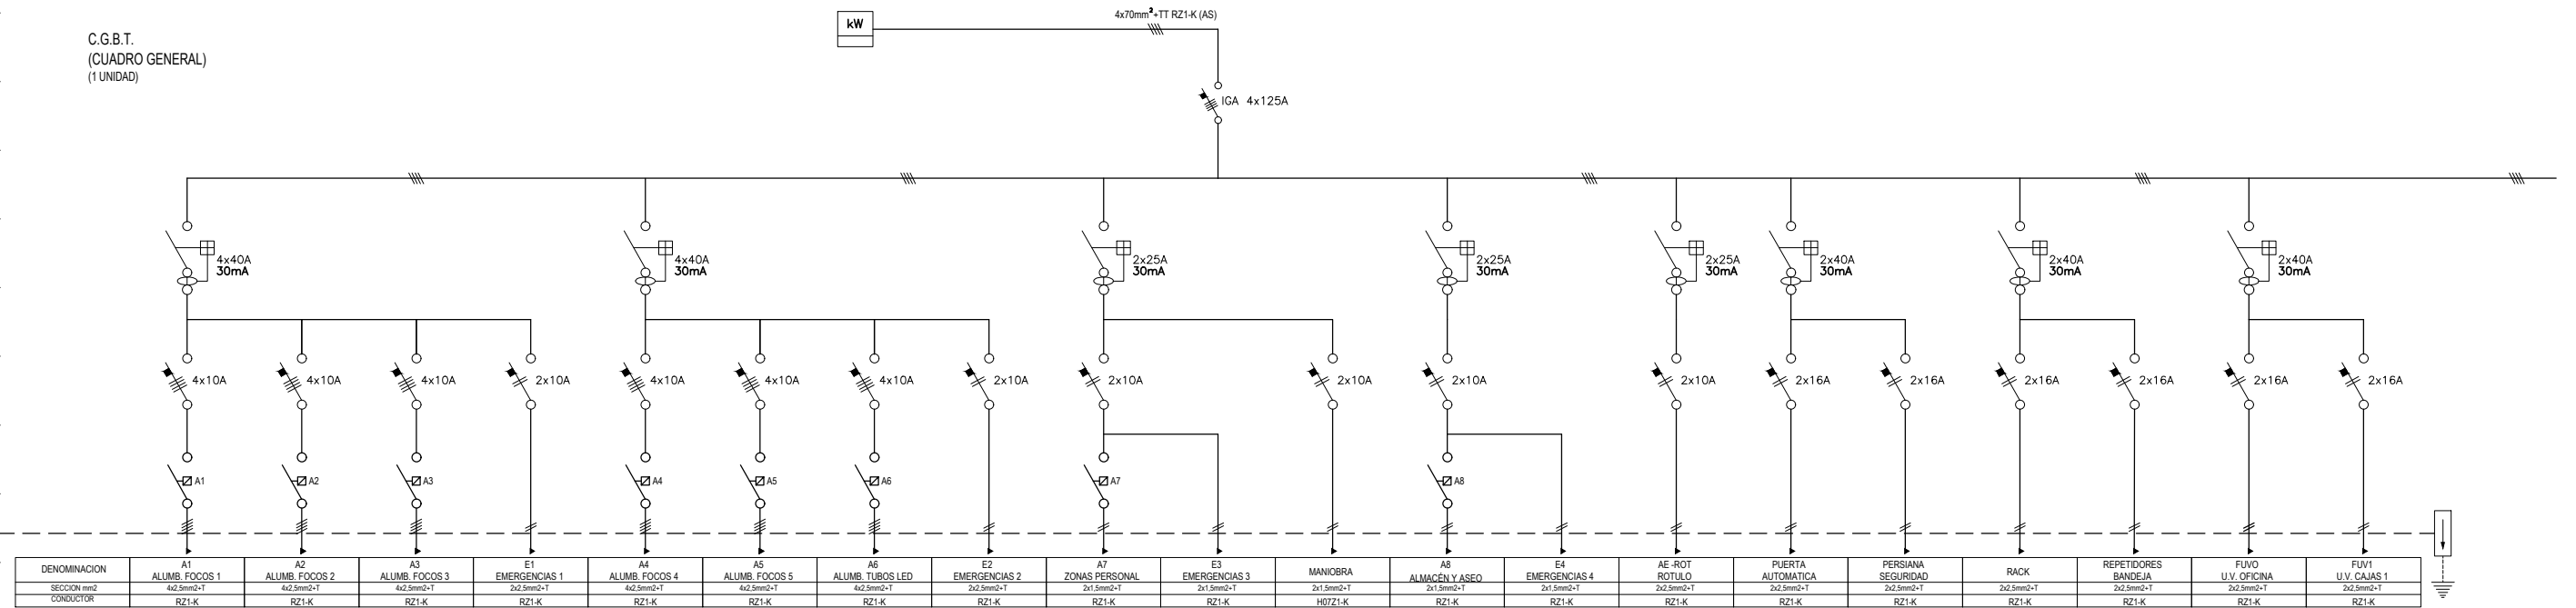 C.G.B.T.
(CUADRO GENERAL)
(1 UNIDAD)
kW
4x70mm²+TT RZ1-K (AS)
IGA 4x125A
4x40A
30mA
4x40A
30mA
2x25A
30mA
2x25A
30mA
2x25A
30mA
2x40A
30mA
2x40A
30mA
2x40A
30mA
4x10A 4x10A 4x10A 2x10A 4x10A 4x10A 4x10A 2x10A 2x10A 2x10A 2x10A 2x10A 2x16A 2x16A 2x16A 2x16A 2x16A 2x16A
A1 A2 A3 A4 A5 A6 A7 A8
DENOMINACION
SECCION mm2
CONDUCTOR
A1
ALUMB. FOCOS 1
4x2,5mm2+T
RZ1-K
A2
ALUMB. FOCOS 2
4x2,5mm2+T
RZ1-K
A3
ALUMB. FOCOS 3
4x2,5mm2+T
RZ1-K
E1
EMERGENCIAS 1
2x2,5mm2+T
RZ1-K
A4
ALUMB. FOCOS 4
4x2,5mm2+T
RZ1-K
A5
ALUMB. FOCOS 5
4x2,5mm2+T
RZ1-K
A6
ALUMB. TUBOS LED
4x2,5mm2+T
RZ1-K
E2
EMERGENCIAS 2
2x2,5mm2+T
RZ1-K
A7
ZONAS PERSONAL
2x1,5mm2+T
RZ1-K
E3
EMERGENCIAS 3
2x1,5mm2+T
RZ1-K
MANIOBRA
2x1,5mm2+T
H07Z1-K
A8
ALMACÉN Y ASEO
2x1,5mm2+T
RZ1-K
E4
EMERGENCIAS 4
2x1,5mm2+T
RZ1-K
AE -ROT
ROTULO
2x2,5mm2+T
RZ1-K
PUERTA
AUTOMATICA
2x2,5mm2+T
RZ1-K
PERSIANA
SEGURIDAD
2x2,5mm2+T
RZ1-K
RACK
2x2,5mm2+T
RZ1-K
REPETIDORES
BANDEJA
2x2,5mm2+T
RZ1-K
FUVO
U.V. OFICINA
2x2,5mm2+T
RZ1-K
FUV1
U.V. CAJAS 1
2x2,5mm2+T
RZ1-K